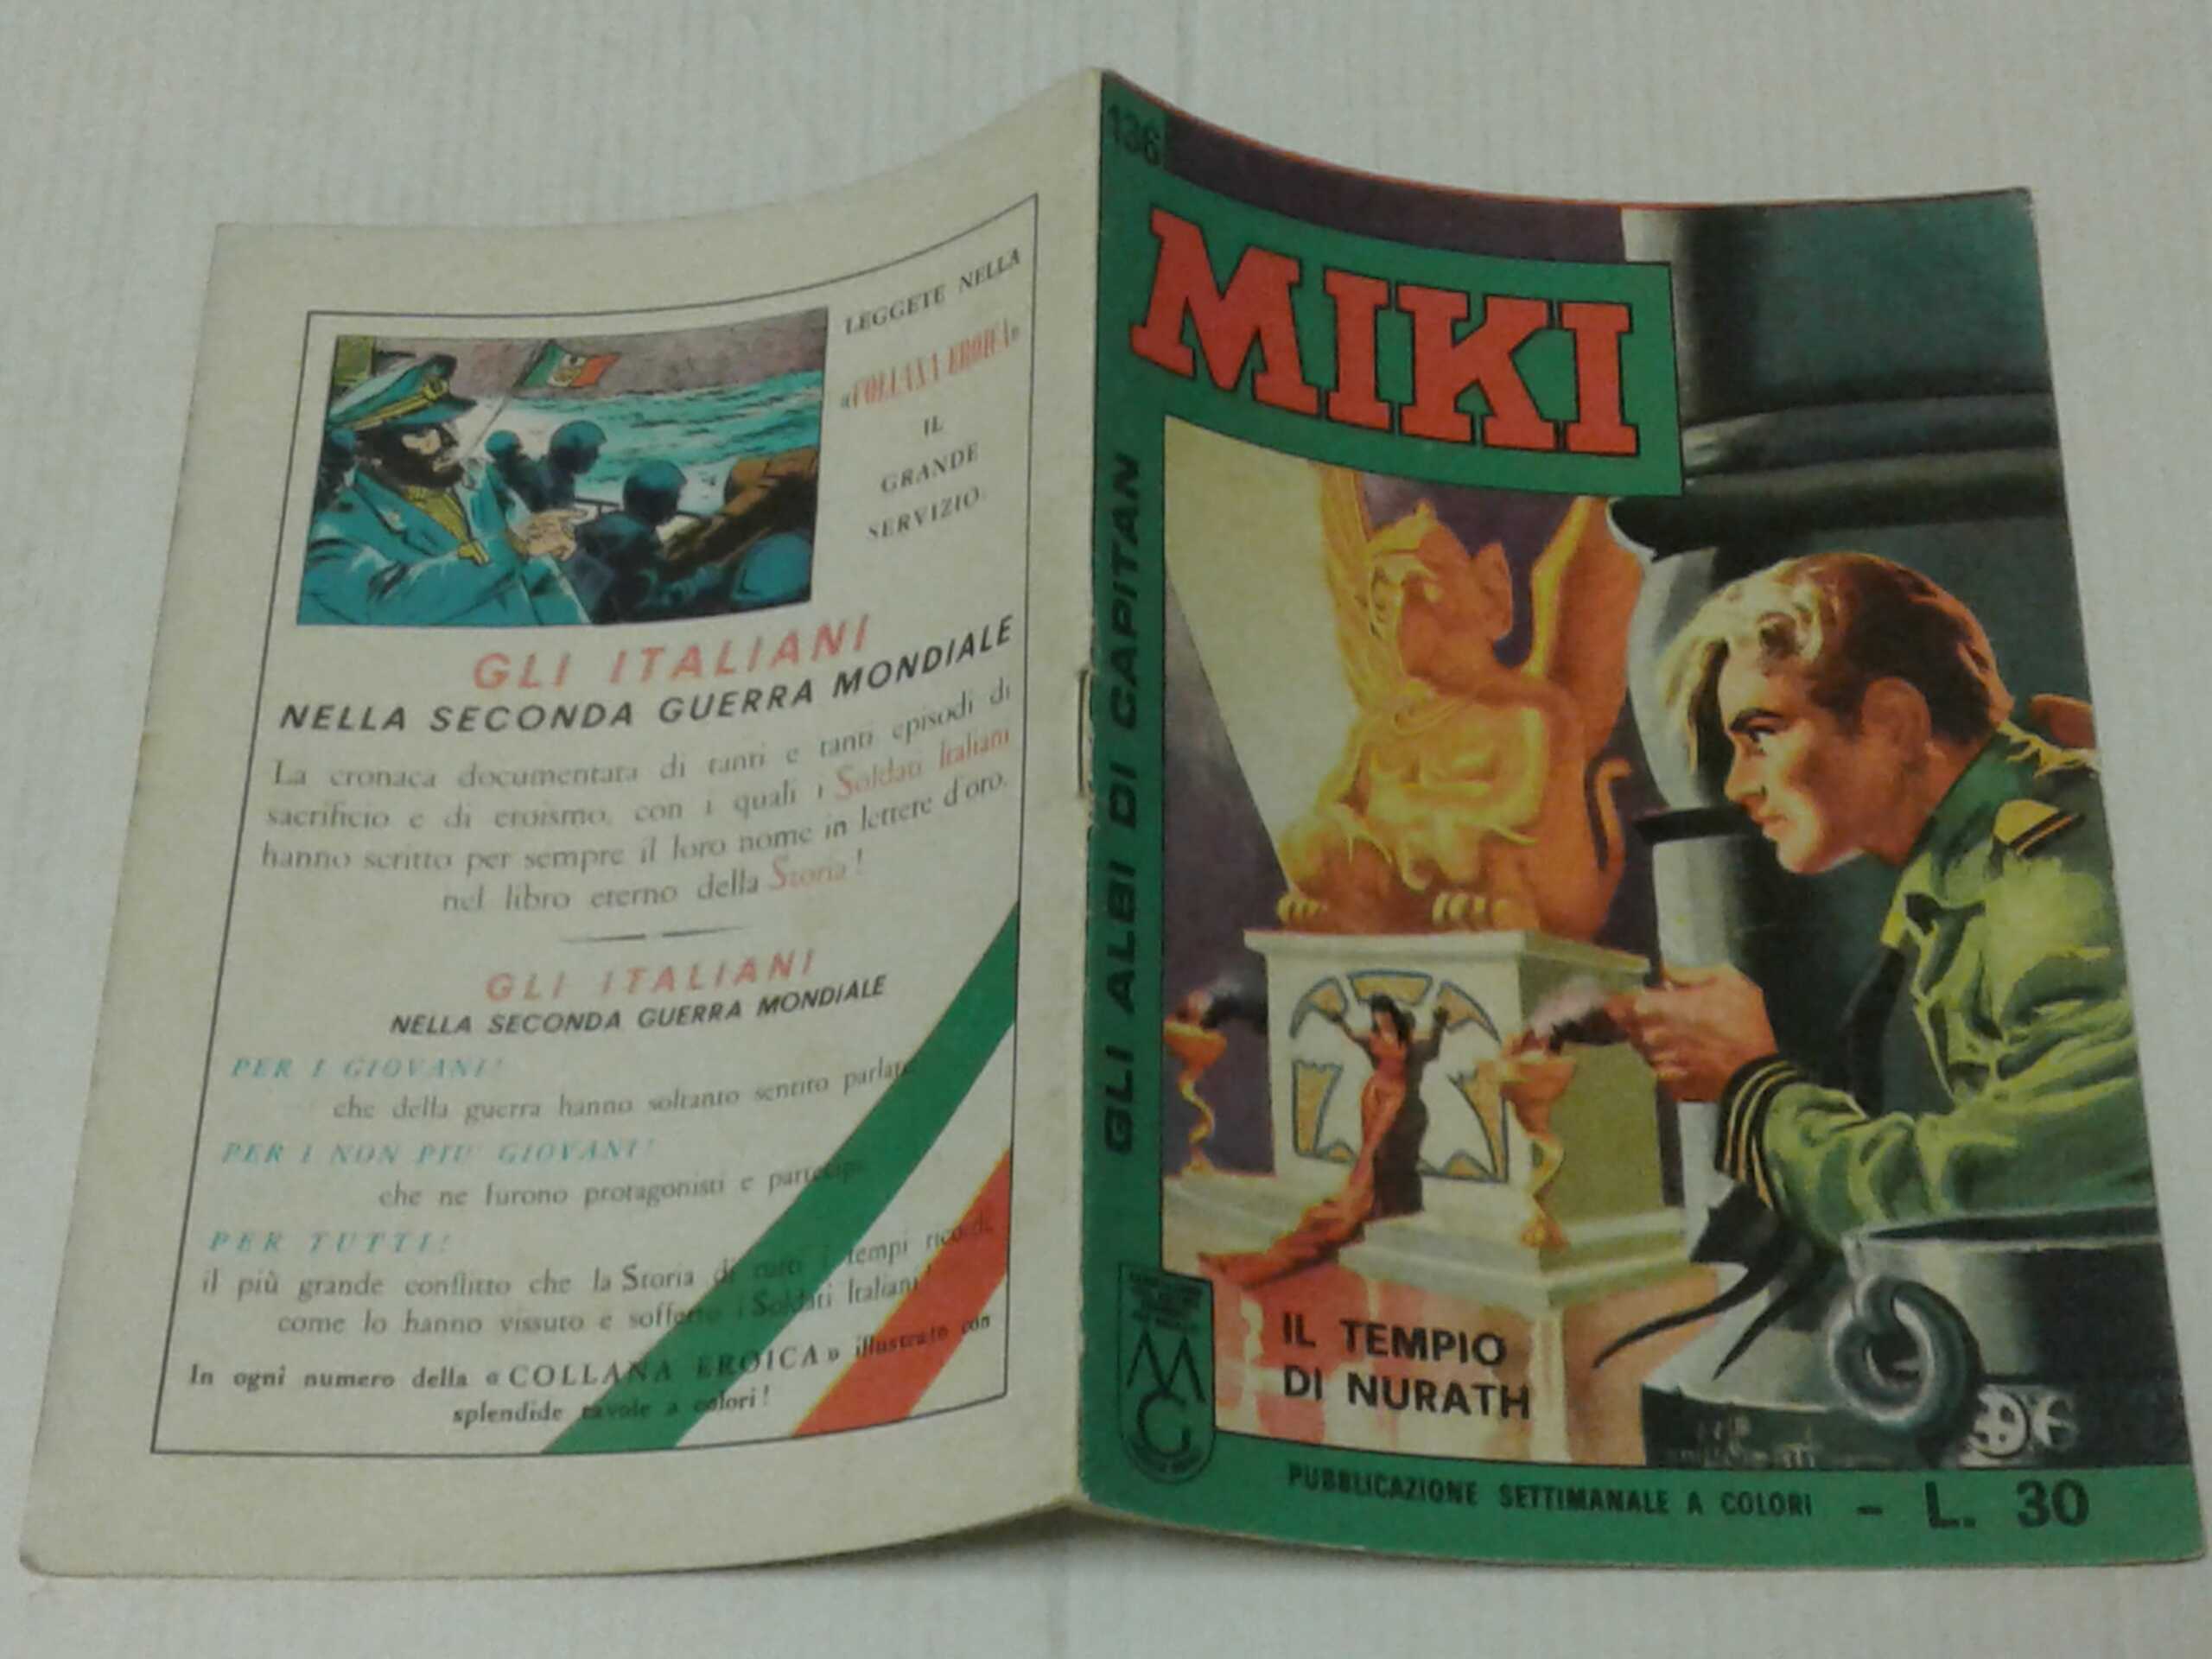 LEGGETE NELLA
«COLLANA EROICA»
IL
GRANDE
SERVIZIO:
GLI ITALIANI
NELLA SECONDA GUERRA MONDIALE
La cronaca documentata di tanti e tanti episodi di
sacrificio e di eroismo, con i quali i Soldati Italiani
hanno scritto per sempre il loro nome in lettere d'oro,
nel libro eterno della Storia!
GLI ITALIANI
NELLA SECONDA GUERRA MONDIALE
PER I GIOVANI!
che della guerra hanno soltanto sentito parlare
PER I NON PIU' GIOVANI!
che ne furono protagonisti e partecipi
PER TUTTI!
il più grande conflitto che la Storia di tutti i tempi ricordi,
come lo hanno vissuto e sofferto i Soldati Italiani!
In ogni numero della «COLLANA EROICA» illustrato con
splendide tavole a colori!
136
MIKI
GLI ALBI DI CAPITAN
MG
IL TEMPIO
DI NURATH
PUBBLICAZIONE SETTIMANALE A COLORI - L. 30